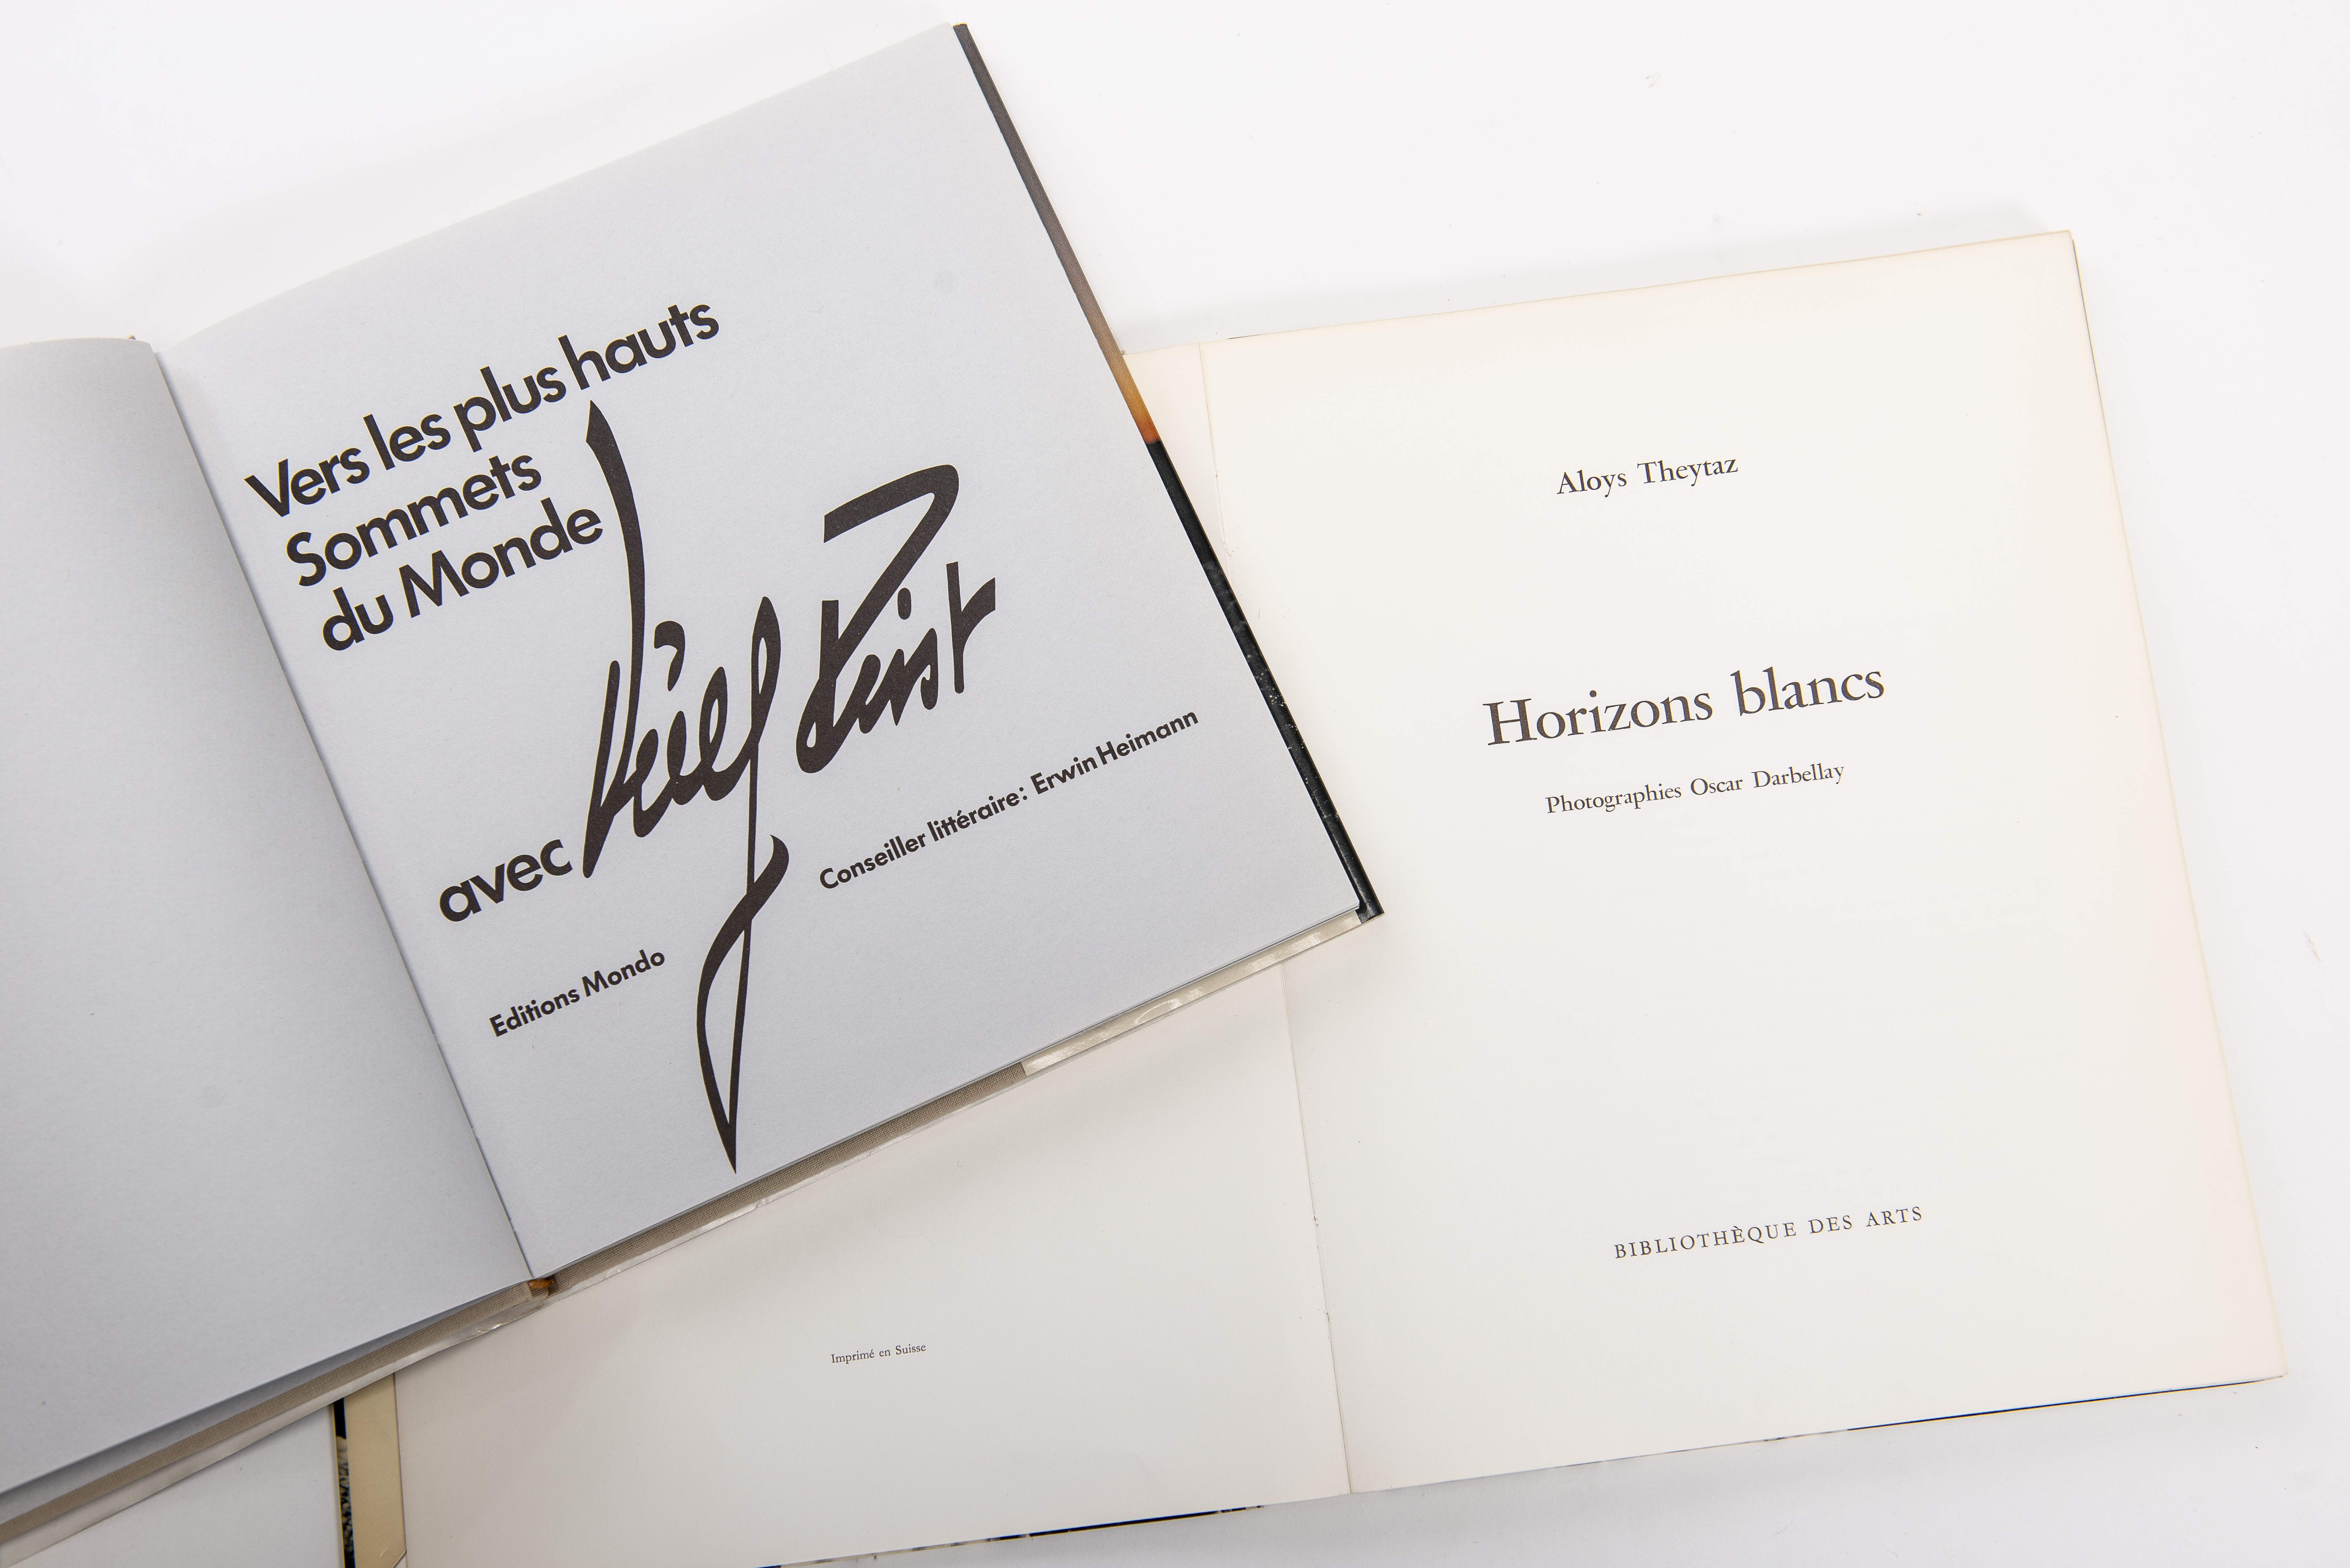 Vers les plus hauts
Sommets
du Monde
avec
Conseiller littéraire: Erwin Heimann
Editions Mondo
Aloys Theytaz
Horizons blancs
Photographies Oscar Darbellay
BIBLIOTHÈQUE DES ARTS
Imprimé en Suisse